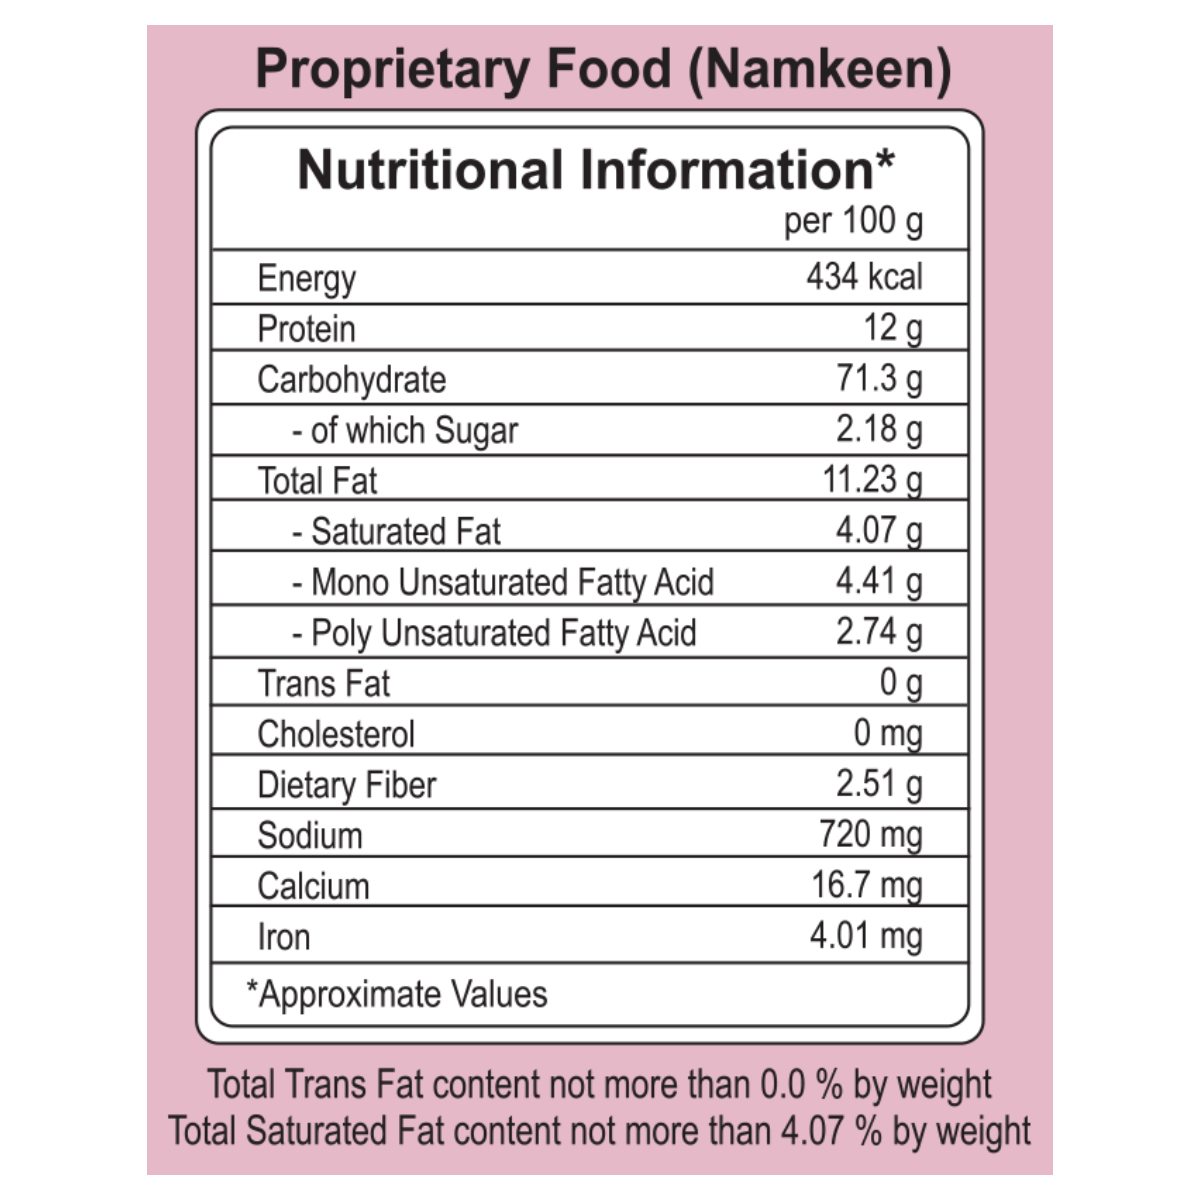 Proprietary Food (Namkeen)
Nutritional Information*
per 100 g
Energy 434 kcal
Protein 12 g
Carbohydrate 71.3 g
- of which Sugar 2.18 g
Total Fat 11.23 g
- Saturated Fat 4.07 g
- Mono Unsaturated Fatty Acid 4.41 g
- Poly Unsaturated Fatty Acid 2.74 g
Trans Fat 0 g
Cholesterol 0 mg
Dietary Fiber 2.51 g
Sodium 720 mg
Calcium 16.7 mg
Iron 4.01 mg
*Approximate Values
Total Trans Fat content not more than 0.0 % by weight
Total Saturated Fat content not more than 4.07 % by weight